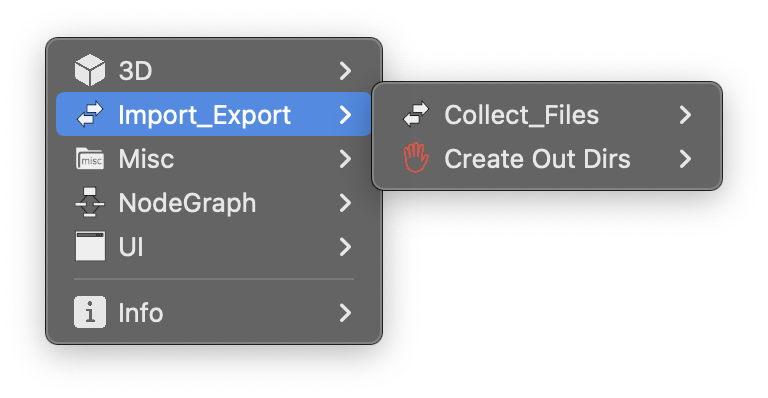 3D
Import_Export
Misc
NodeGraph
UI
Info
Collect_Files
Create Out Dirs
misc
i